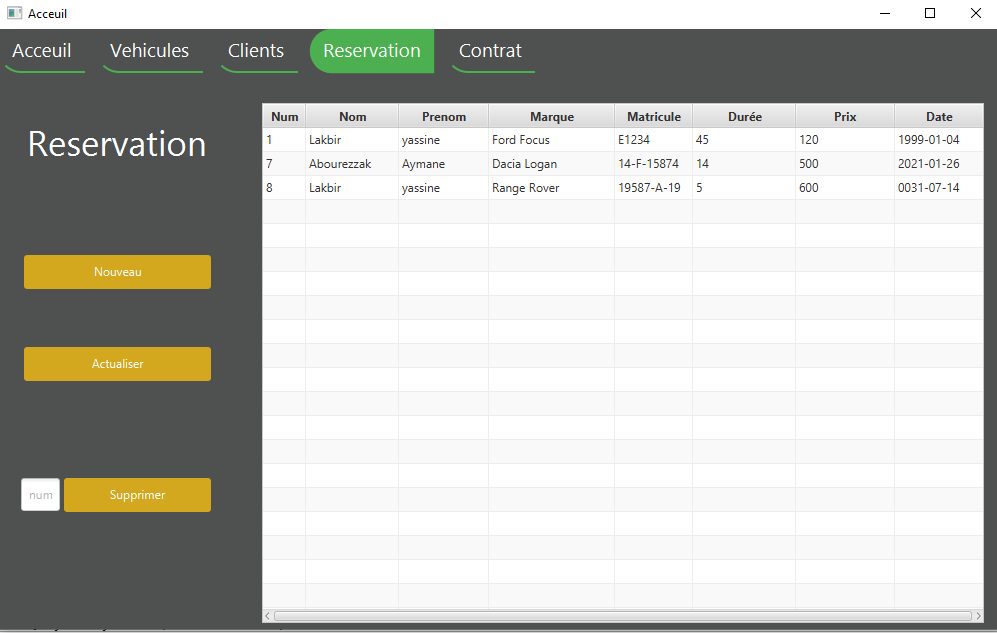 Acceuil
Acceuil Vehicules Clients Reservation Contrat
Reservation
Nouveau
Actualiser
num Supprimer
Num Nom Prenom Marque Matricule Durée Prix Date
1 Lakbir yassine Ford Focus E1234 45 120 1999-01-04
7 Abourezzak Aymane Dacia Logan 14-F-15874 14 500 2021-01-26
8 Lakbir yassine Range Rover 19587-A-19 5 600 0031-07-14